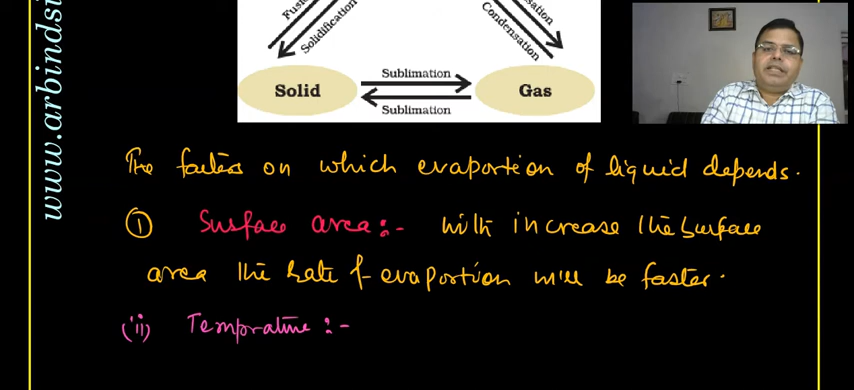 www.arbindsi
Fusi
Solidification
nsation
Condensation
Sublimation
Solid
Gas
Sublimation
The factors on which evaportion of liquid depends.
① Surface area:- with increase the surface
area the rate of evaportion will be faster.
(ii) Temprature:-